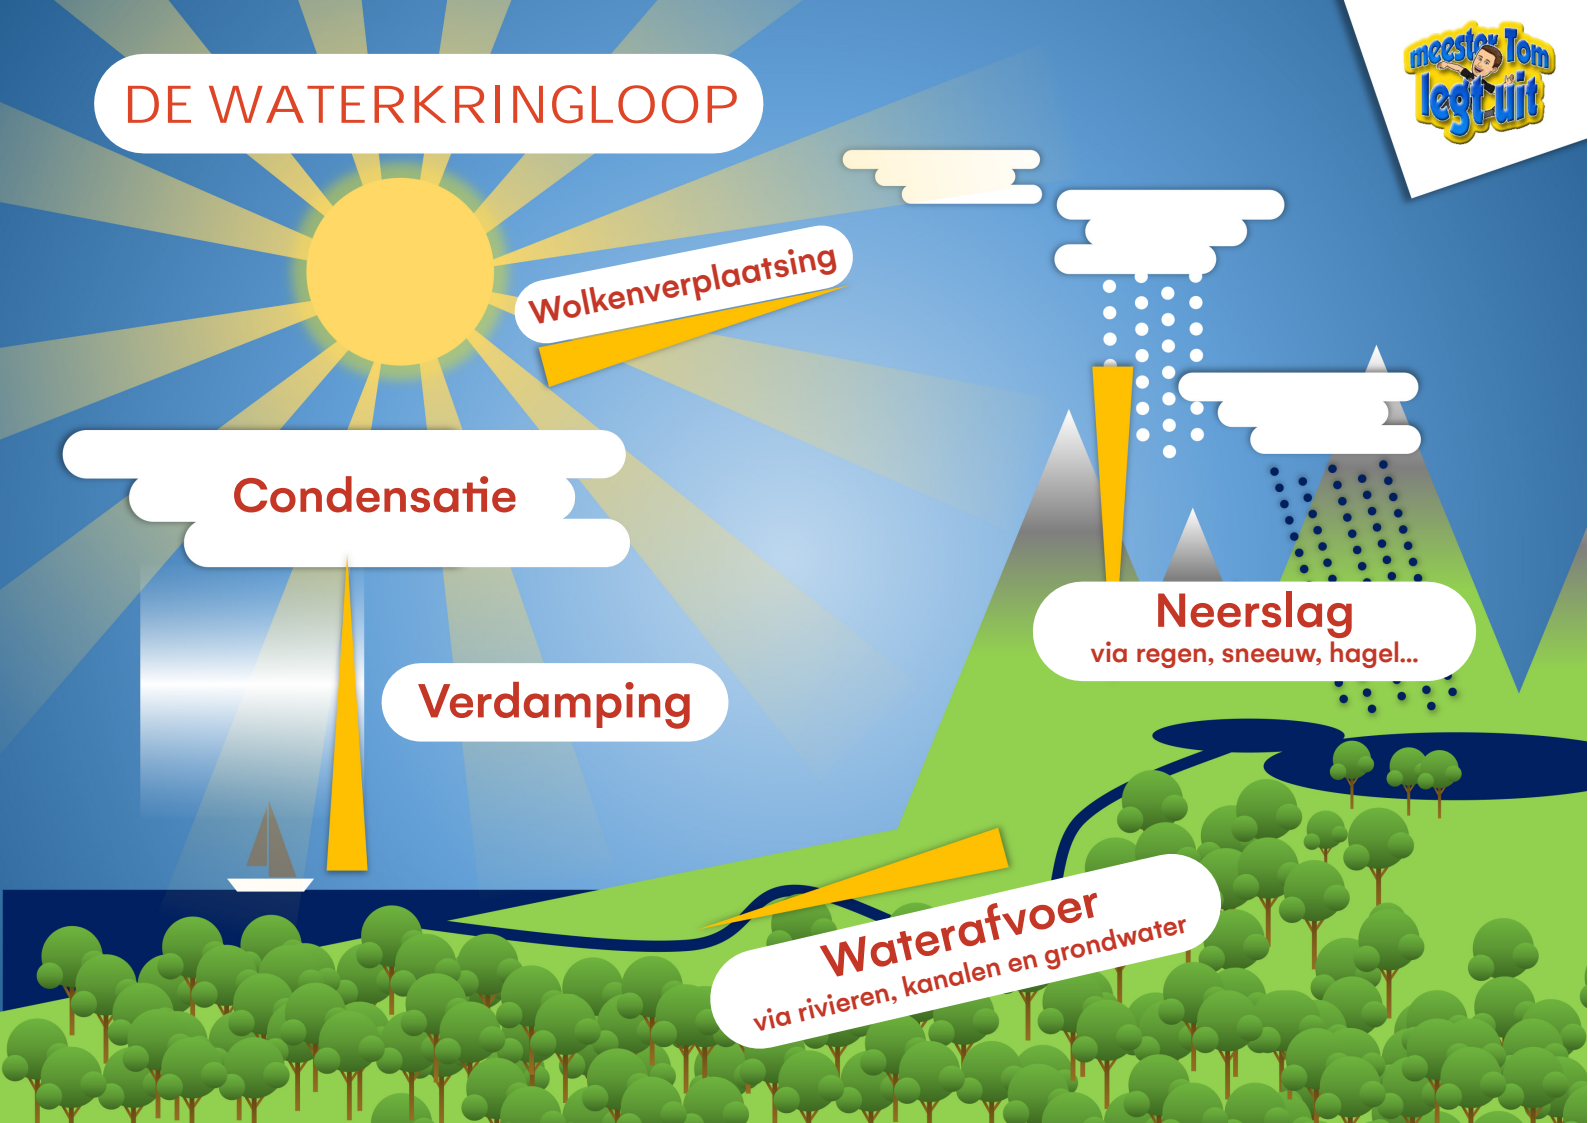 DE WATERKRINGLOOP
meester Tom
legt uit
Wolkenverplaatsing
Condensatie
Neerslag
via regen, sneeuw, hagel...
Verdamping
Waterafvoer
via rivieren, kanalen en grondwater